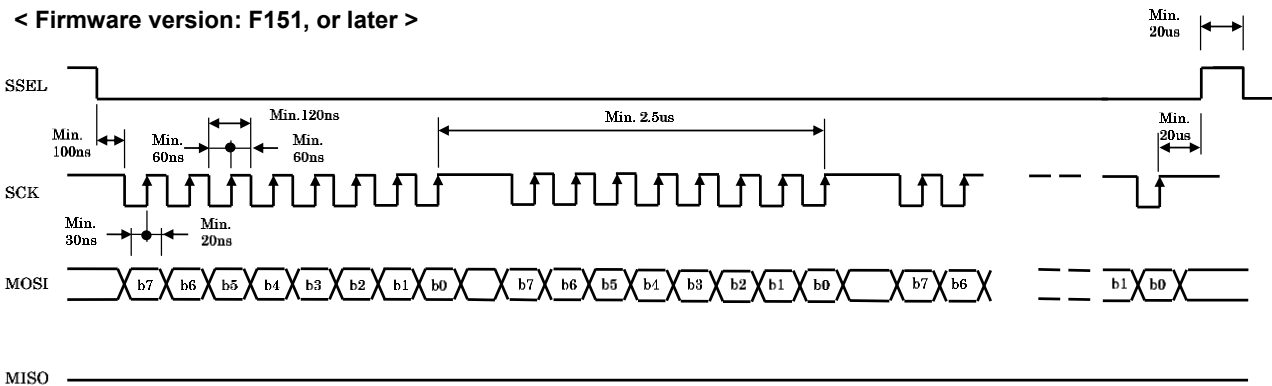 < Firmware version: F151, or later >
Min.
20us
SSEL
Min.
100ns
Min.
60ns
Min.120ns
Min.
60ns
Min. 2.5us
Min.
20us
SCK
Min.
30ns
Min.
20ns
MOSI b7 b6 b5 b4 b3 b2 b1 b0 b7 b6 b5 b4 b3 b2 b1 b0 b7 b6 b1 b0
MISO